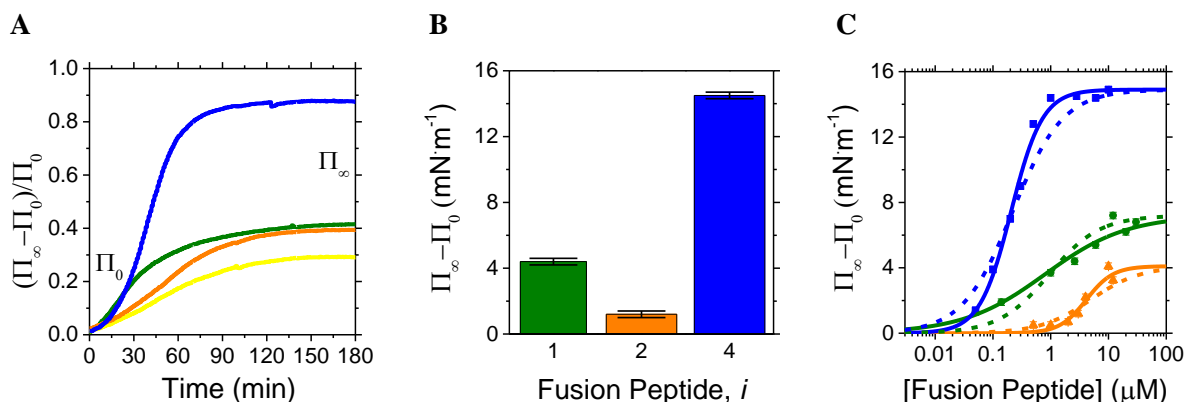 A
B
C
(Π∞−Π0)/Π0
1.0
0.8
0.6
0.4
0.2
0.0
Π0
Π∞
0 30 60 90 120 150 180
Time (min)
Π∞−Π0 (mN·m-1)
16
12
8
4
0
1 2 4
Fusion Peptide, i
Π∞−Π0 (mN·m-1)
16
12
8
4
0
0.01 0.1 1 10 100
[Fusion Peptide] (μM)